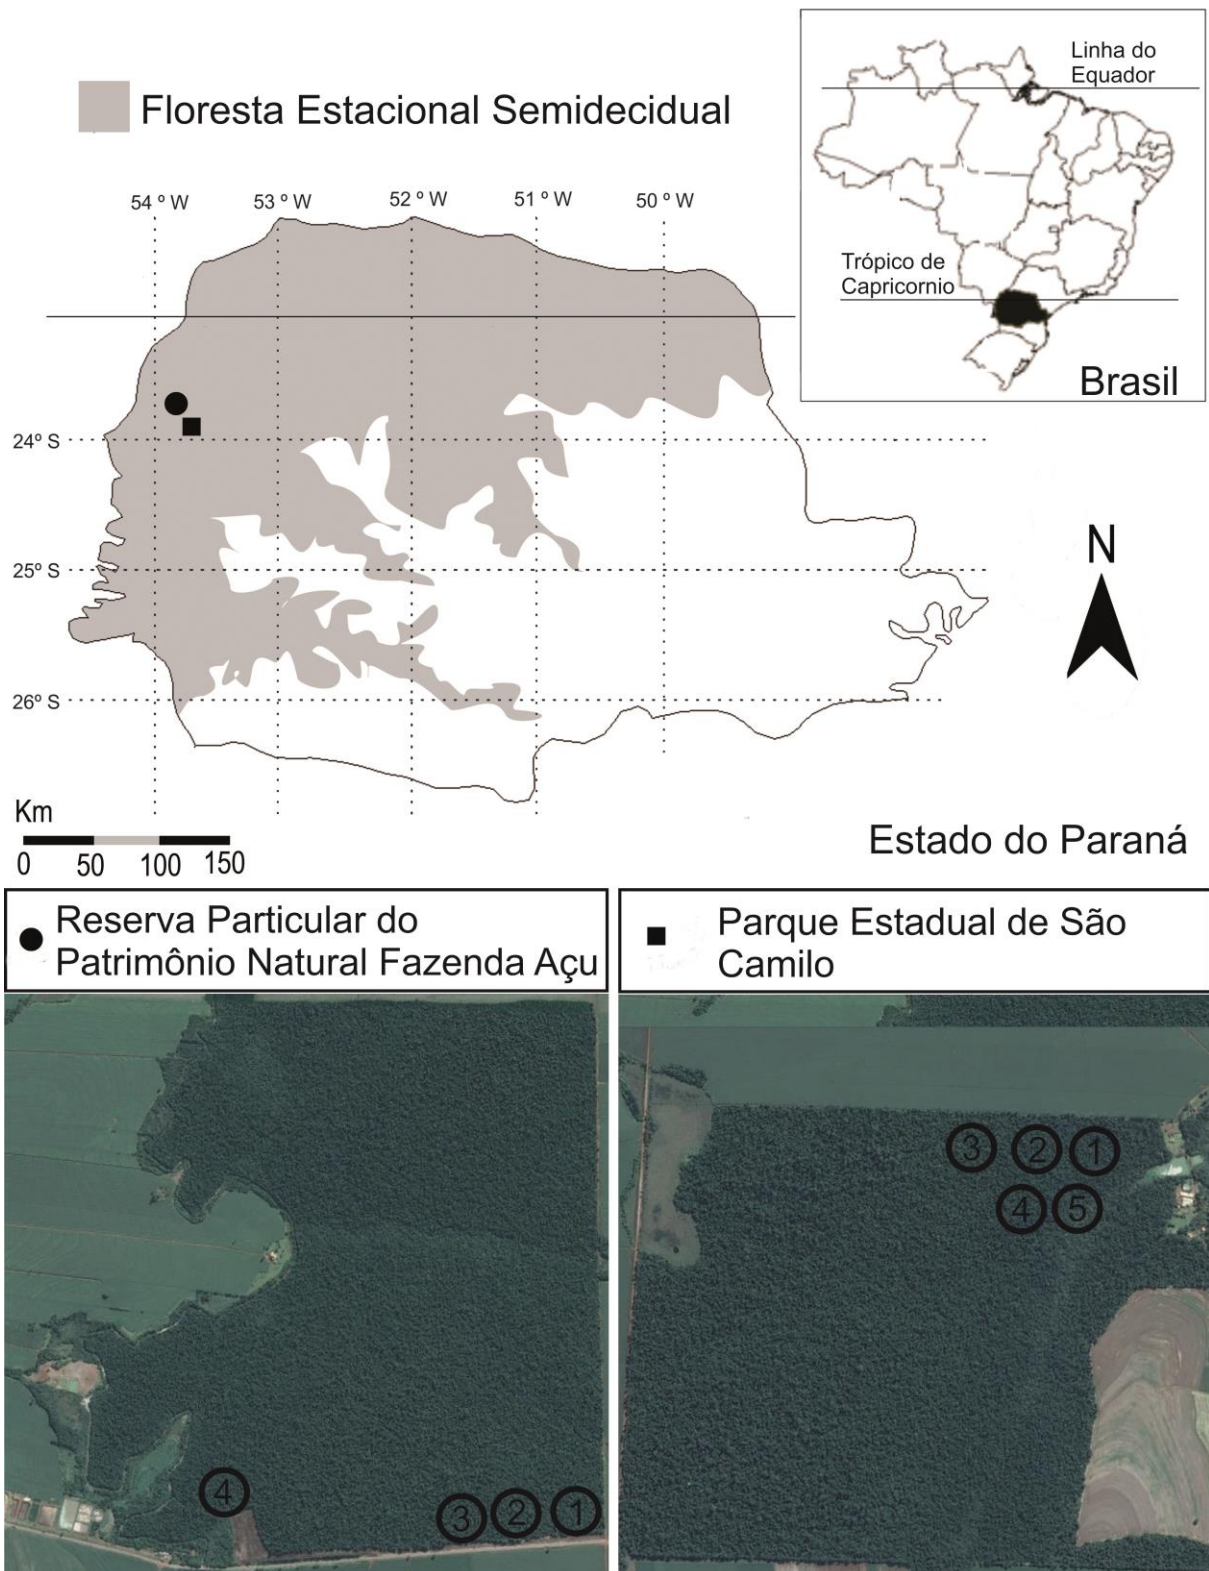 Linha do
Equador
Floresta Estacional Semidecidual
54 º W
53 º W
52 º W
51 º W
50 º W
Trópico de
Capricornio
Brasil
24º S
25º S
26º S
N
Km
0 50 100 150
Estado do Paraná
Reserva Particular do
Patrimônio Natural Fazenda Açu
Parque Estadual de São
Camilo
3 2 1
4 5
4
3 2 1